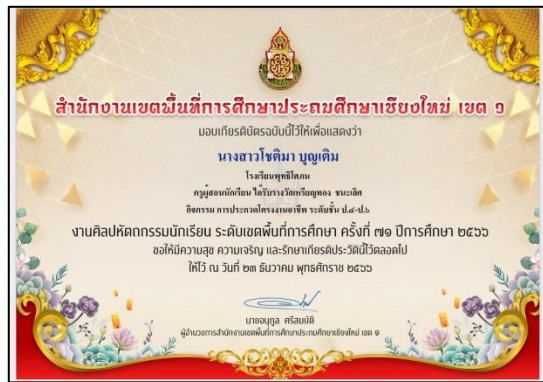 สำนักงานเขตพื้นที่การศึกษาประถมศึกษาเชียงใหม่ เขต ๑
มอบเกียรติบัตรฉบับนี้ไว้ให้เพื่อแสดงว่า
นางสาวโชติมา บุญเติม
โรงเรียนพุทธิโศภน
ครูผู้สอนนักเรียน ได้รับรางวัลเหรียญทอง ชนะเลิศ
กิจกรรม การประกวดโครงงานอาชีพ ระดับชั้น ป.๔-ป.๖
งานศิลปหัตถกรรมนักเรียน ระดับเขตพื้นที่การศึกษา ครั้งที่ ๗๑ ปีการศึกษา ๒๕๖๖
ขอให้มีความสุข ความเจริญ และรักษาเกียรติประวัตินี้ไว้ตลอดไป
ให้ไว้ ณ วันที่ ๒๓ ธันวาคม พุทธศักราช ๒๕๖๖
นายอนุกูล ศรีสมบัติ
ผู้อำนวยการสำนักงานเขตพื้นที่การศึกษาประถมศึกษาเชียงใหม่ เขต ๑